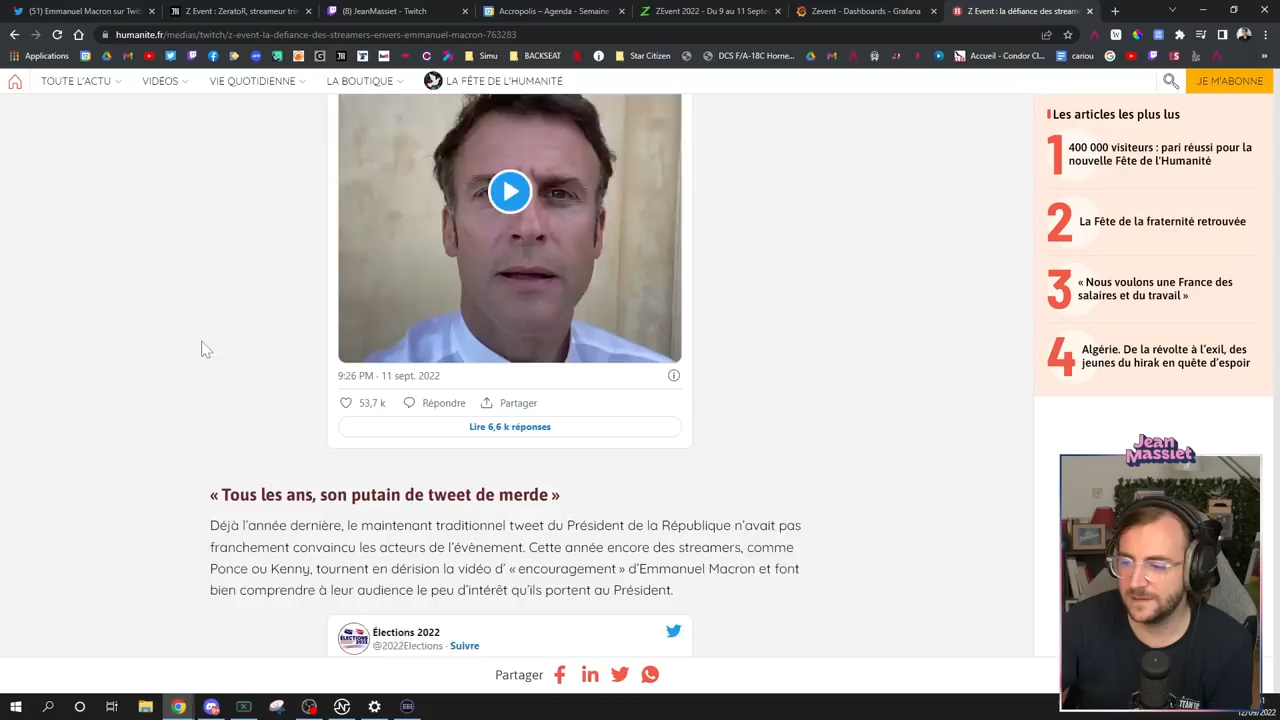 (51) Emmanuel Macron sur Twit
Z Event : ZeratoR, streameur trin
(8) JeanMassiet - Twitch
Accropolis – Agenda - Semaine
ZEvent 2022 - Du 9 au 11 Septe
Zevent - Dashboards - Grafana
Z Event : la défiance des stream
humanite.fr/medias/twitch/z-event-la-defiance-des-streamers-envers-emmanuel-macron-763283
Applications
Simu
BACKSEAT
Star Citizen
DCS F/A-18C Horne...
Accueil - Condor Cl...
cariou
TOUTE L'ACTU
VIDÉOS
VIE QUOTIDIENNE
LA BOUTIQUE
LA FÊTE DE L'HUMANITÉ
JE M'ABONNE
9:26 PM · 11 sept. 2022
53,7 k
Répondre
Partager
Lire 6,6 k réponses
« Tous les ans, son putain de tweet de merde »
Déjà l’année dernière, le maintenant traditionnel tweet du Président de la République n’avait pas
franchement convaincu les acteurs de l’évènement. Cette année encore des streamers, comme
Ponce ou Kenny, tournent en dérision la vidéo d’ « encouragement » d’Emmanuel Macron et font
bien comprendre à leur audience le peu d’intérêt qu’ils portent au Président.
ÉLECTIONS
2022
Élections 2022
@2022Elections · Suivre
Partager
Les articles les plus lus
1
400 000 visiteurs : pari réussi pour la
nouvelle Fête de l'Humanité
2
La Fête de la fraternité retrouvée
3
« Nous voulons une France des
salaires et du travail »
4
Algérie. De la révolte à l’exil, des
jeunes du hirak en quête d’espoir
Jean
Massiet
12/09/2022